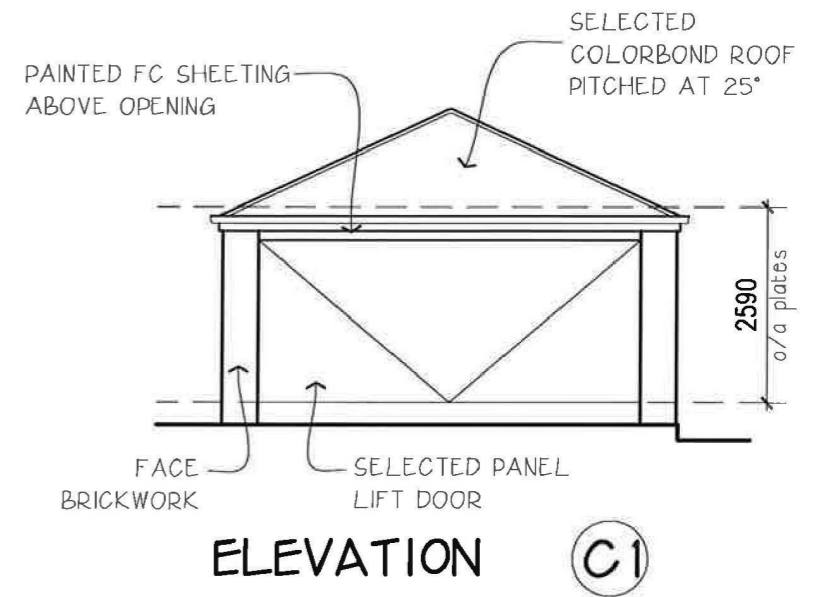 SELECTED
COLORBOND ROOF
PITCHED AT 25°
PAINTED FC SHEETING
ABOVE OPENING
2590
o/a plates
FACE
BRICKWORK
SELECTED PANEL
LIFT DOOR
ELEVATION
C1